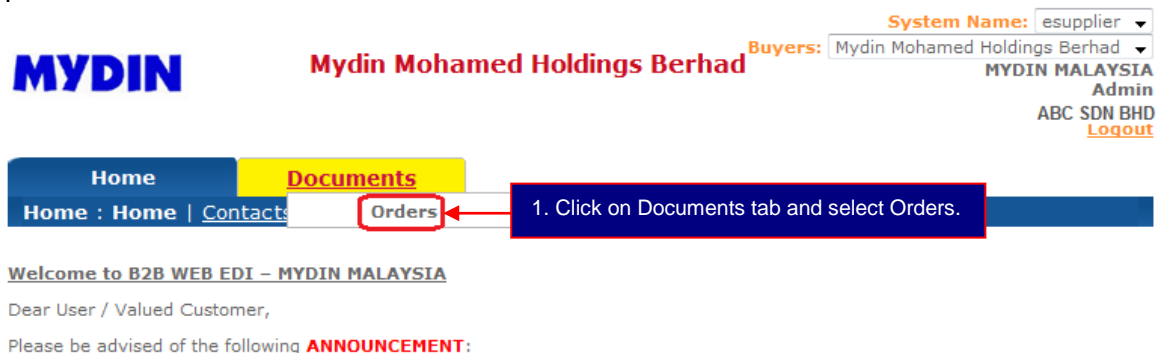 System Name: esupplier
MYDIN
Mydin Mohamed Holdings Berhad
Buyers: Mydin Mohamed Holdings Berhad
MYDIN MALAYSIA
Admin
ABC SDN BHD
Logout
Home Documents
Home : Home | Contacts Orders
1. Click on Documents tab and select Orders.
Welcome to B2B WEB EDI – MYDIN MALAYSIA
Dear User / Valued Customer,
Please be advised of the following ANNOUNCEMENT: